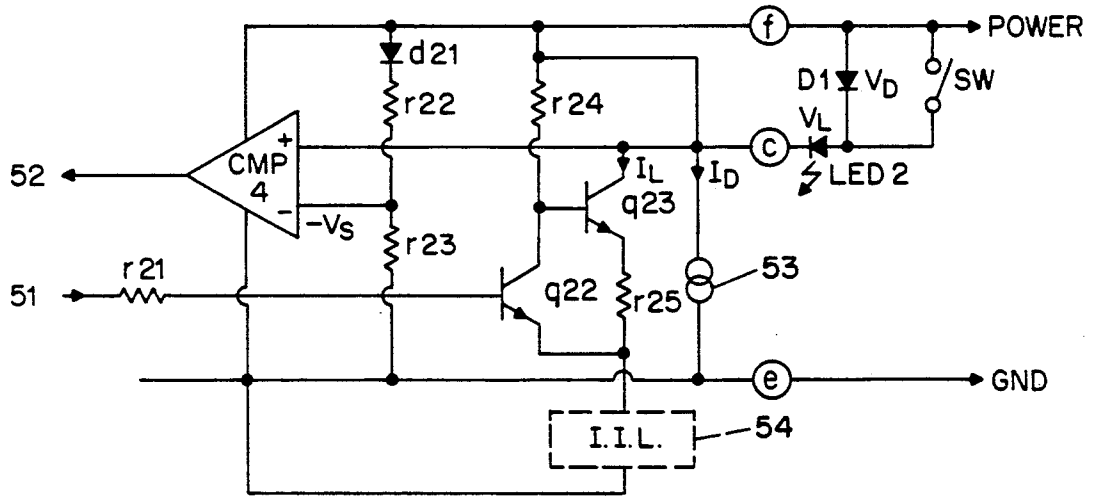 f POWER
d21
D1 V_D SW
r22 r24
V_L
+ c
52 CMP 4 I_L I_D LED 2
q23
− −V_S
r23
r21 53
51 q22 r25
e GND
I.I.L. 54